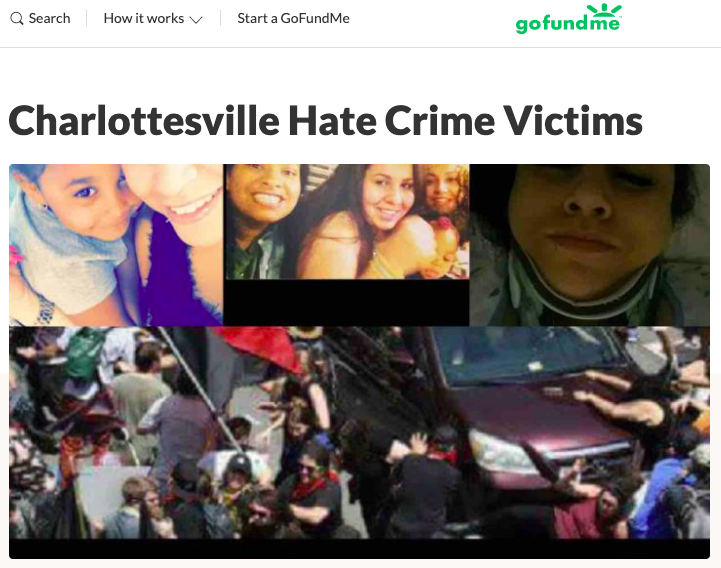 Search
How it works
Start a GoFundMe
gofundme
Charlottesville Hate Crime Victims